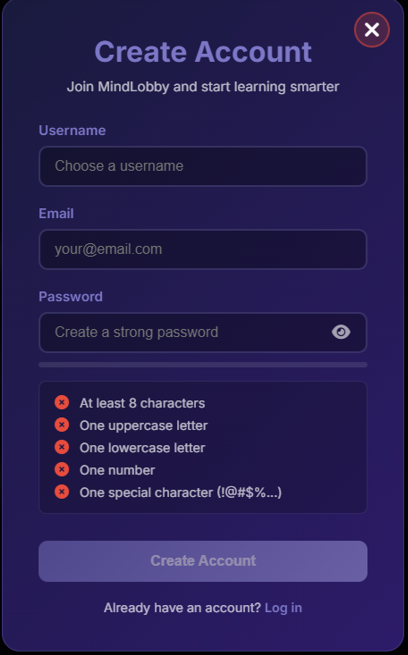 Create Account
Join MindLobby and start learning smarter
Username
Choose a username
Email
your@email.com
Password
Create a strong password
At least 8 characters
One uppercase letter
One lowercase letter
One number
One special character (!@#$%...)
Create Account
Already have an account? Log in